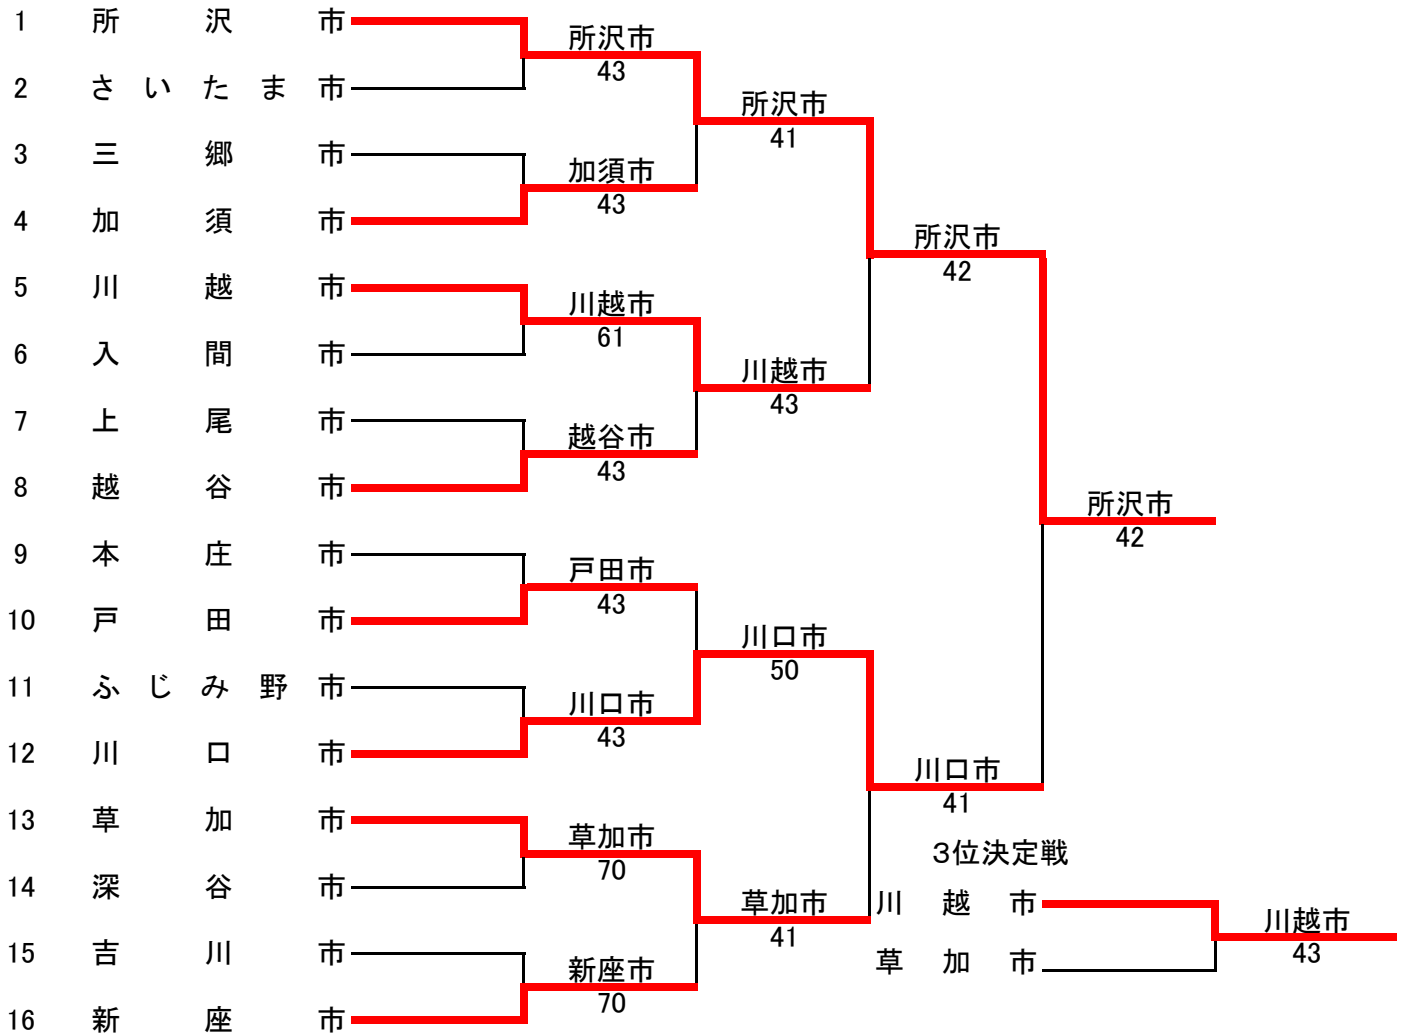 1 所沢市
所沢市
43
2 さいたま市
所沢市
41
3 三郷市
加須市
43
4 加須市
所沢市
42
5 川越市
川越市
61
6 入間市
川越市
43
7 上尾市
越谷市
43
8 越谷市
所沢市
42
9 本庄市
戸田市
43
10 戸田市
川口市
50
11 ふじみ野市
川口市
43
12 川口市
川口市
41
13 草加市
草加市
70
3位決定戦
14 深谷市
草加市
41
川越市
川越市
43
15 吉川市
草加市
新座市
70
16 新座市